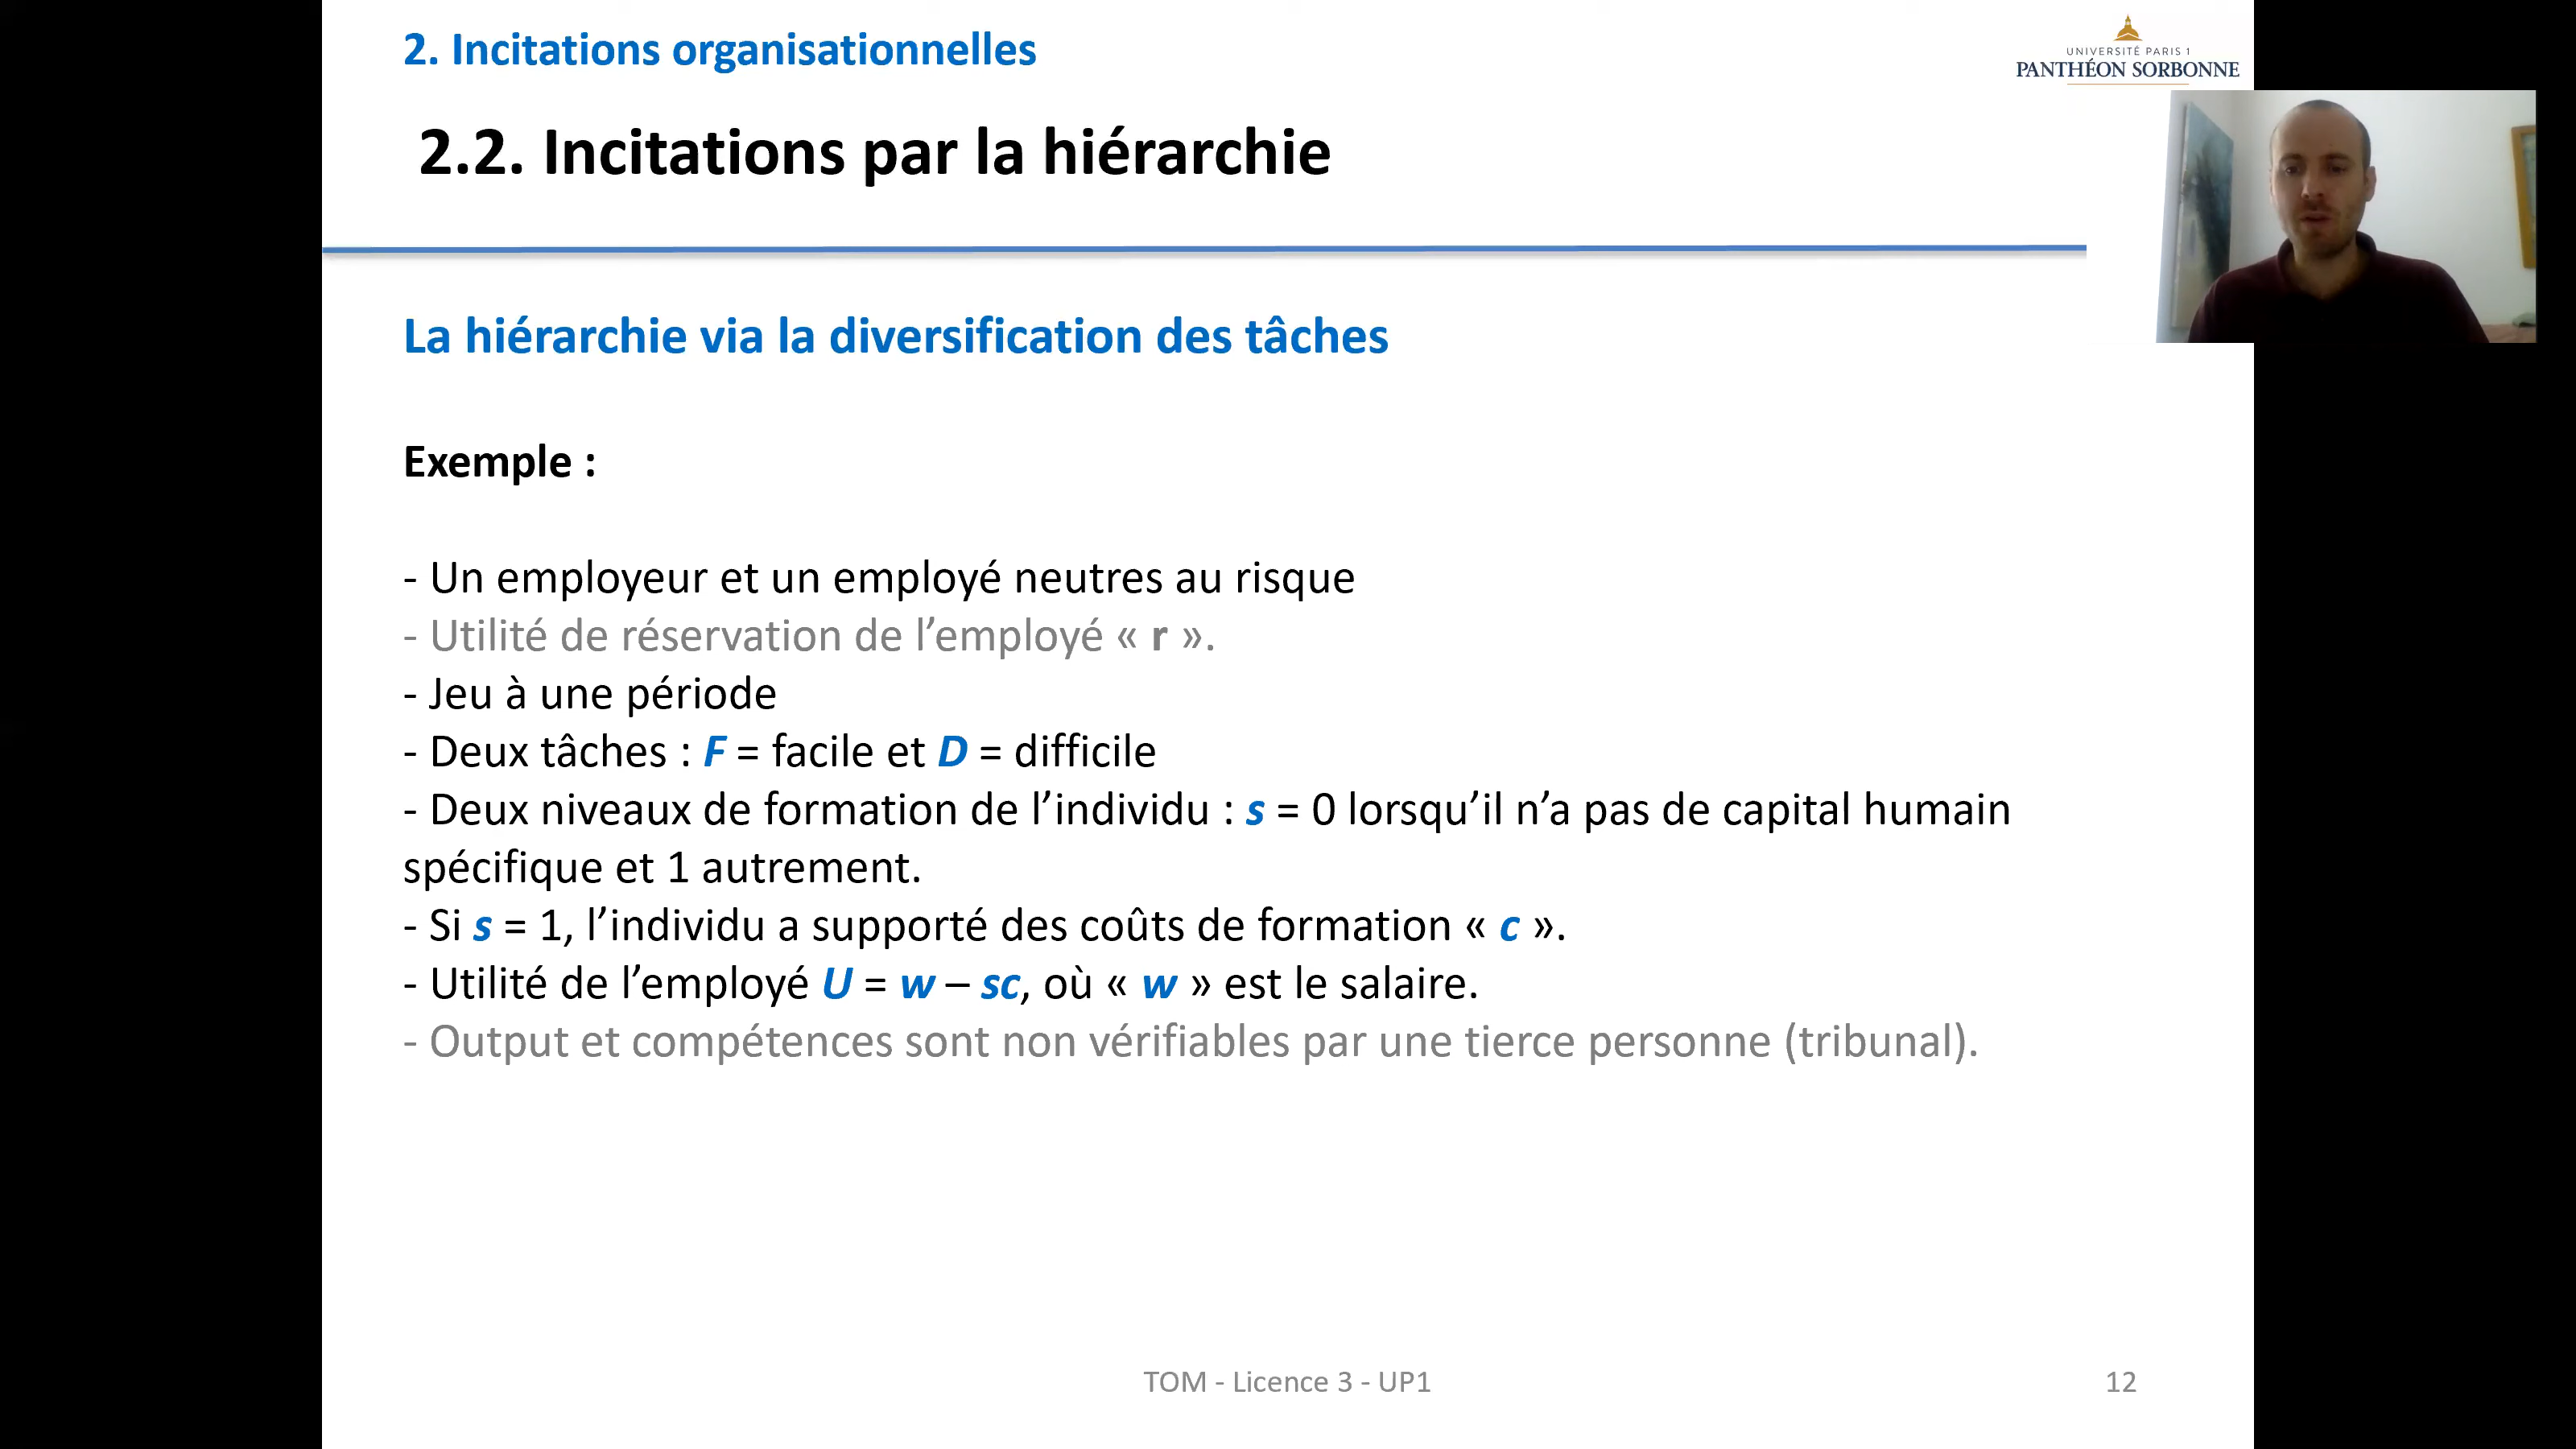 2. Incitations organisationnelles
UNIVERSITÉ PARIS 1
PANTHÉON SORBONNE
2.2. Incitations par la hiérarchie
La hiérarchie via la diversification des tâches
Exemple :
- Un employeur et un employé neutres au risque
- Utilité de réservation de l’employé « r ».
- Jeu à une période
- Deux tâches : F = facile et D = difficile
- Deux niveaux de formation de l’individu : s = 0 lorsqu’il n’a pas de capital humain
spécifique et 1 autrement.
- Si s = 1, l’individu a supporté des coûts de formation « c ».
- Utilité de l’employé U = w – sc, où « w » est le salaire.
- Output et compétences sont non vérifiables par une tierce personne (tribunal).
TOM - Licence 3 - UP1
12